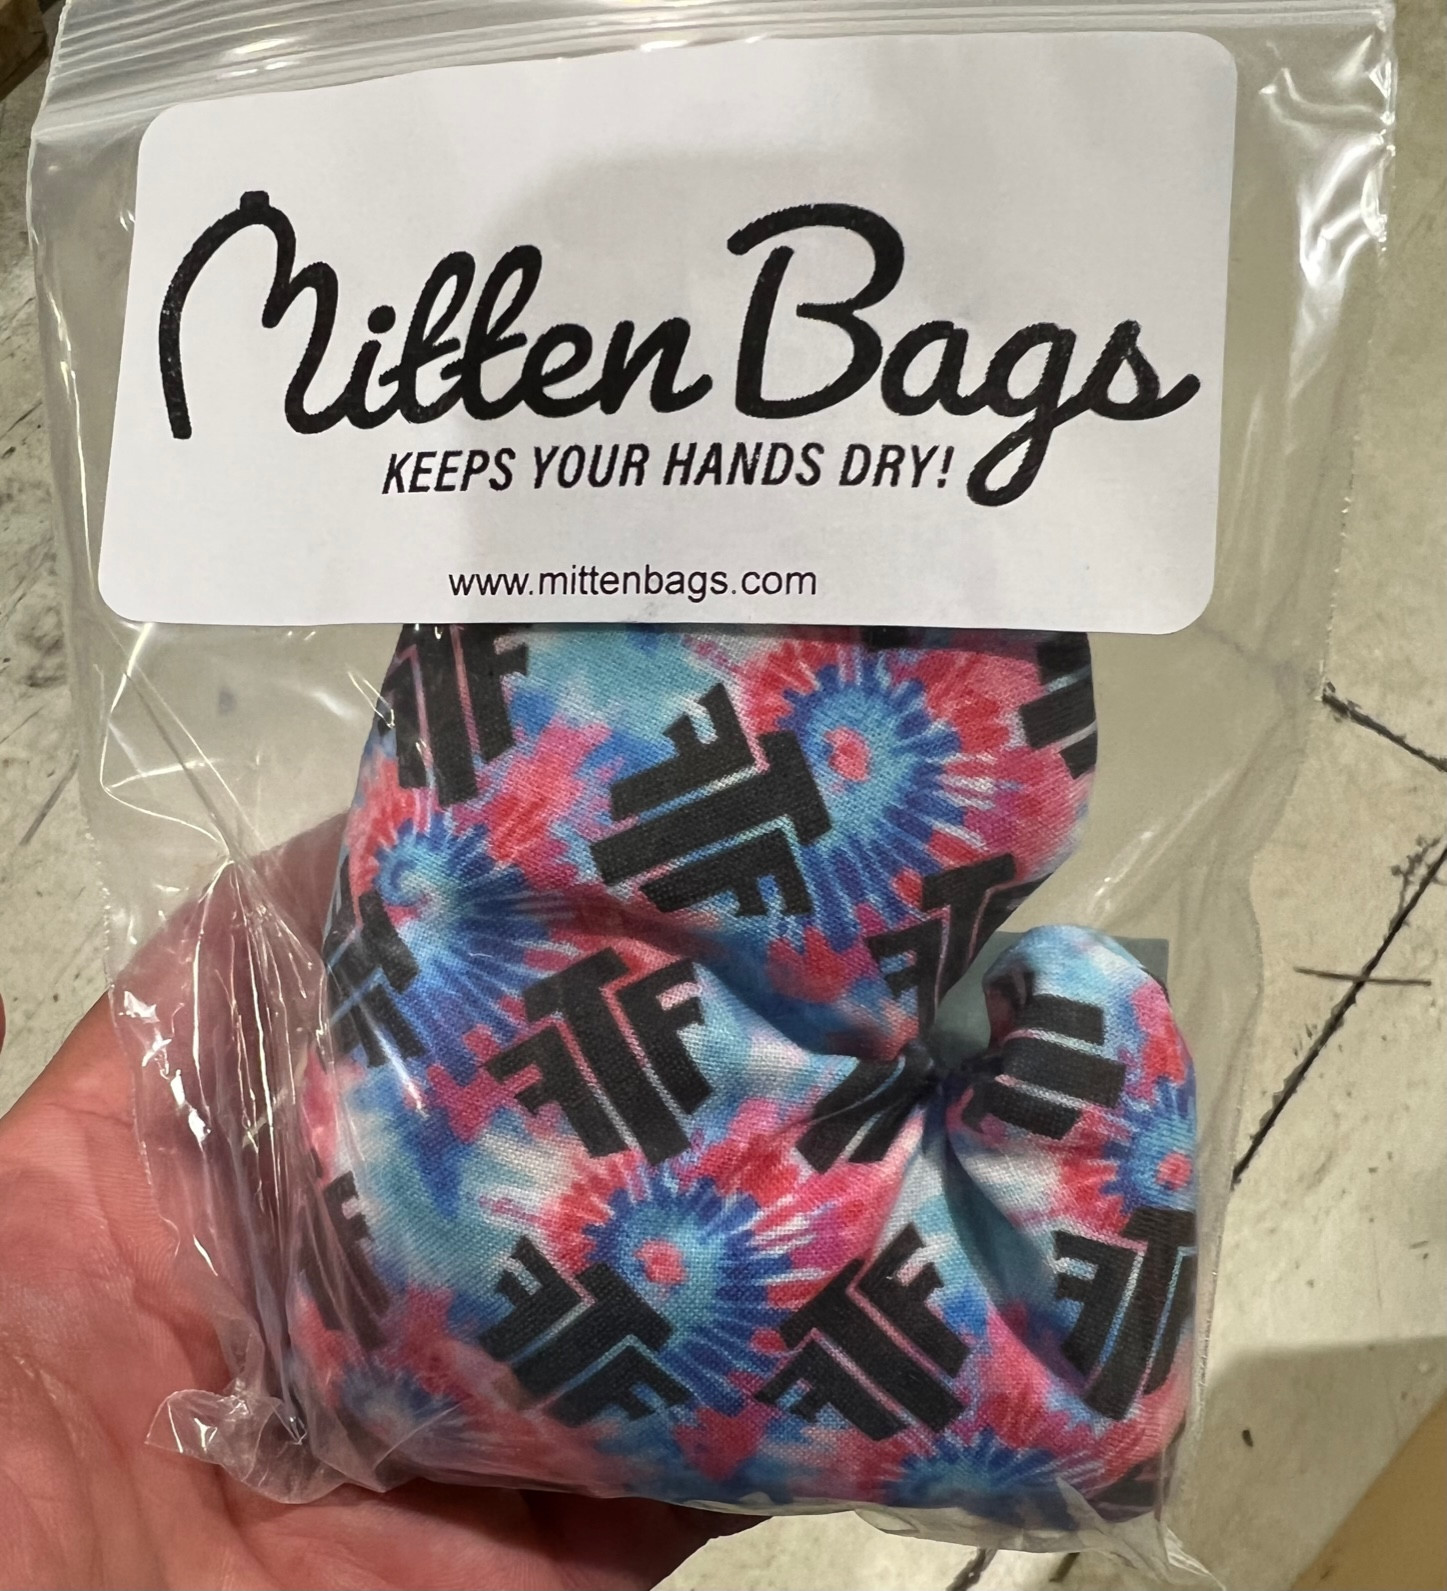 Mitten Bags
KEEPS YOUR HANDS DRY!
www.mittenbags.com